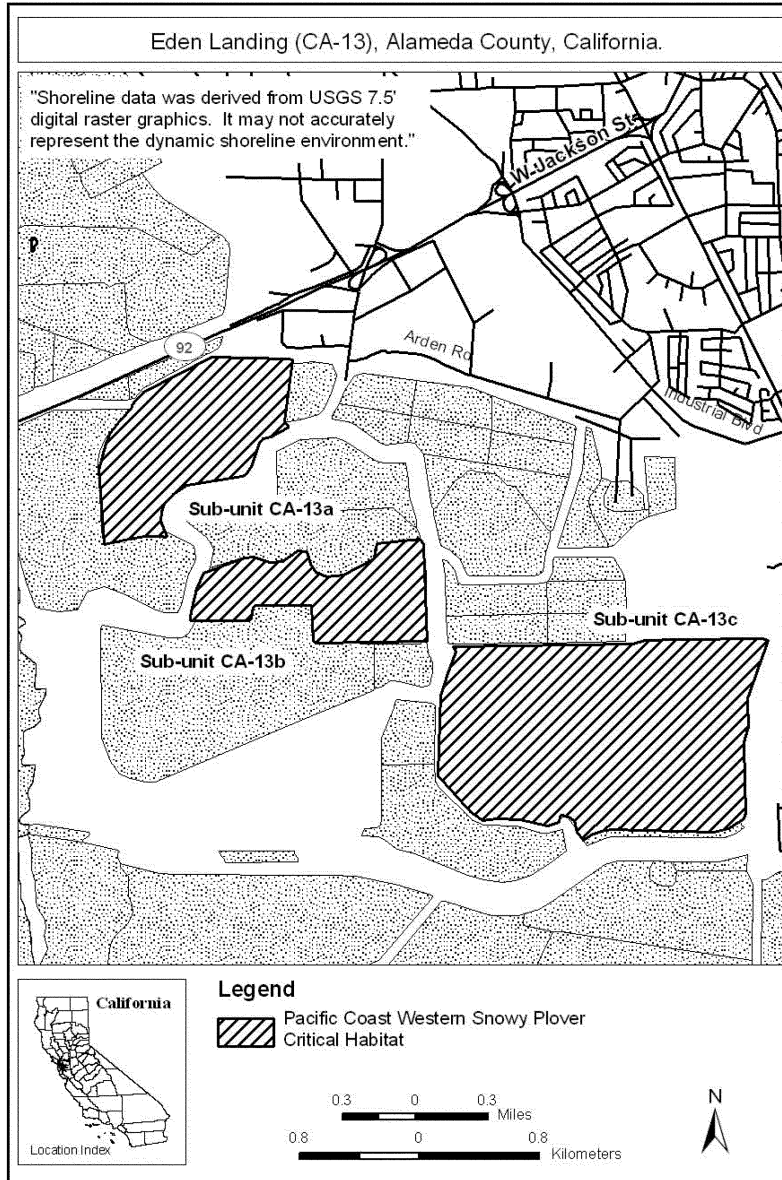 Eden Landing (CA-13), Alameda County, California.
"Shoreline data was derived from USGS 7.5'
digital raster graphics. It may not accurately
represent the dynamic shoreline environment."
W Jackson St
92
Arden Rd
Industrial Blvd
Sub-unit CA-13a
Sub-unit CA-13c
Sub-unit CA-13b
California
Location Index
Legend
Pacific Coast Western Snowy Plover
Critical Habitat
0.3 0 0.3
Miles
0.8 0 0.8
Kilometers
N